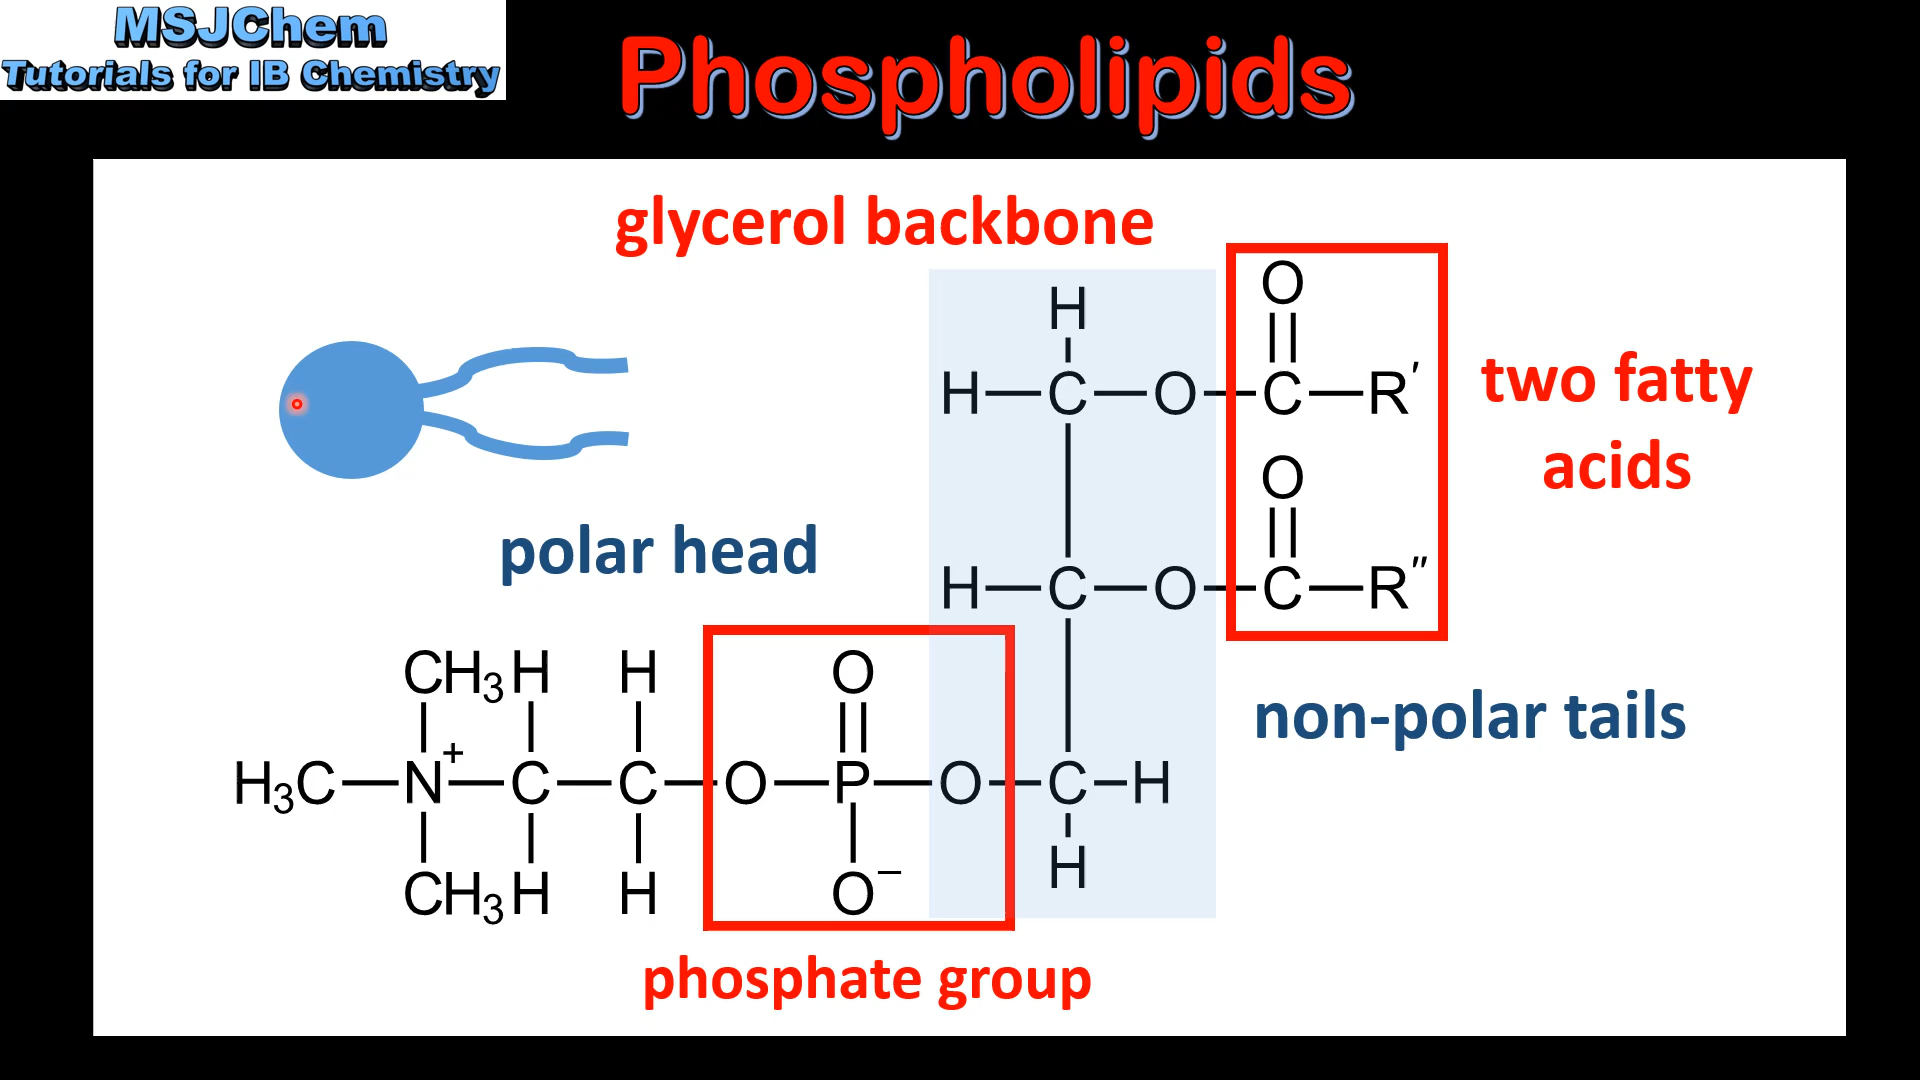 MSJChem
Tutorials for IB Chemistry
Phospholipids
glycerol backbone
O
H
H C O C R′
two fatty
acids
O
polar head
H C O C R″
CH3 H H O
non-polar tails
H3C N+ C C O P O C H
CH3 H H O− H
phosphate group